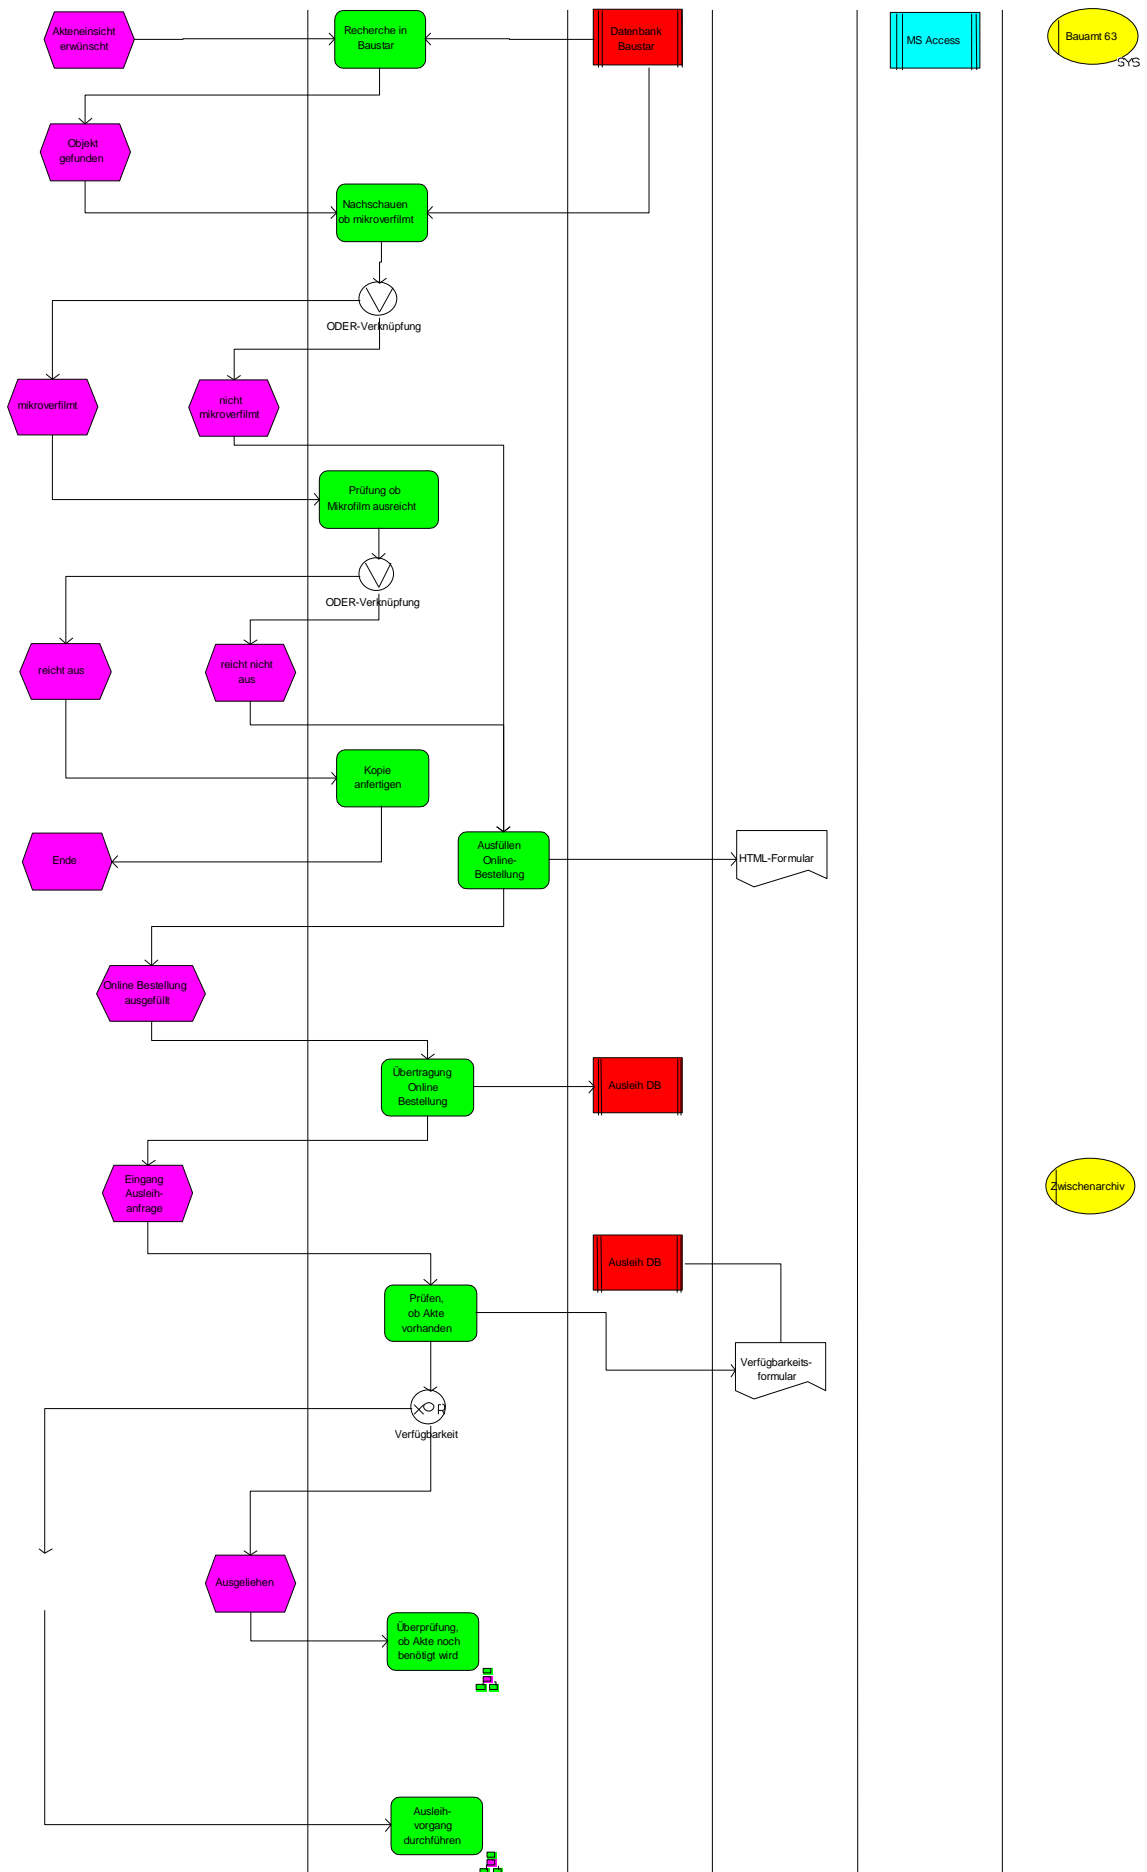 Akteneinsicht
erwünscht
Recherche in
Baustar
Datenbank
Baustar
MS Access
Bauamt 63
SYS
Objekt
gefunden
Nachschauen
ob mikroverfilmt
ODER-Verknüpfung
mikroverfilmt
nicht
mikroverfilmt
Prüfung ob
Mikrofilm ausreicht
ODER-Verknüpfung
reicht aus
reicht nicht
aus
Kopie
anfertigen
Ende
Ausfüllen
Online-
Bestellung
HTML-Formular
Online Bestellung
ausgefüllt
Übertragung
Online
Bestellung
Ausleih DB
Eingang
Ausleih-
anfrage
Zwischenarchiv
Ausleih DB
Prüfen,
ob Akte
vorhanden
Verfügbarkeits-
formular
XOR
Verfügbarkeit
Ausgeliehen
Überprüfung,
ob Akte noch
benötigt wird
Ausleih-
vorgang
durchführen